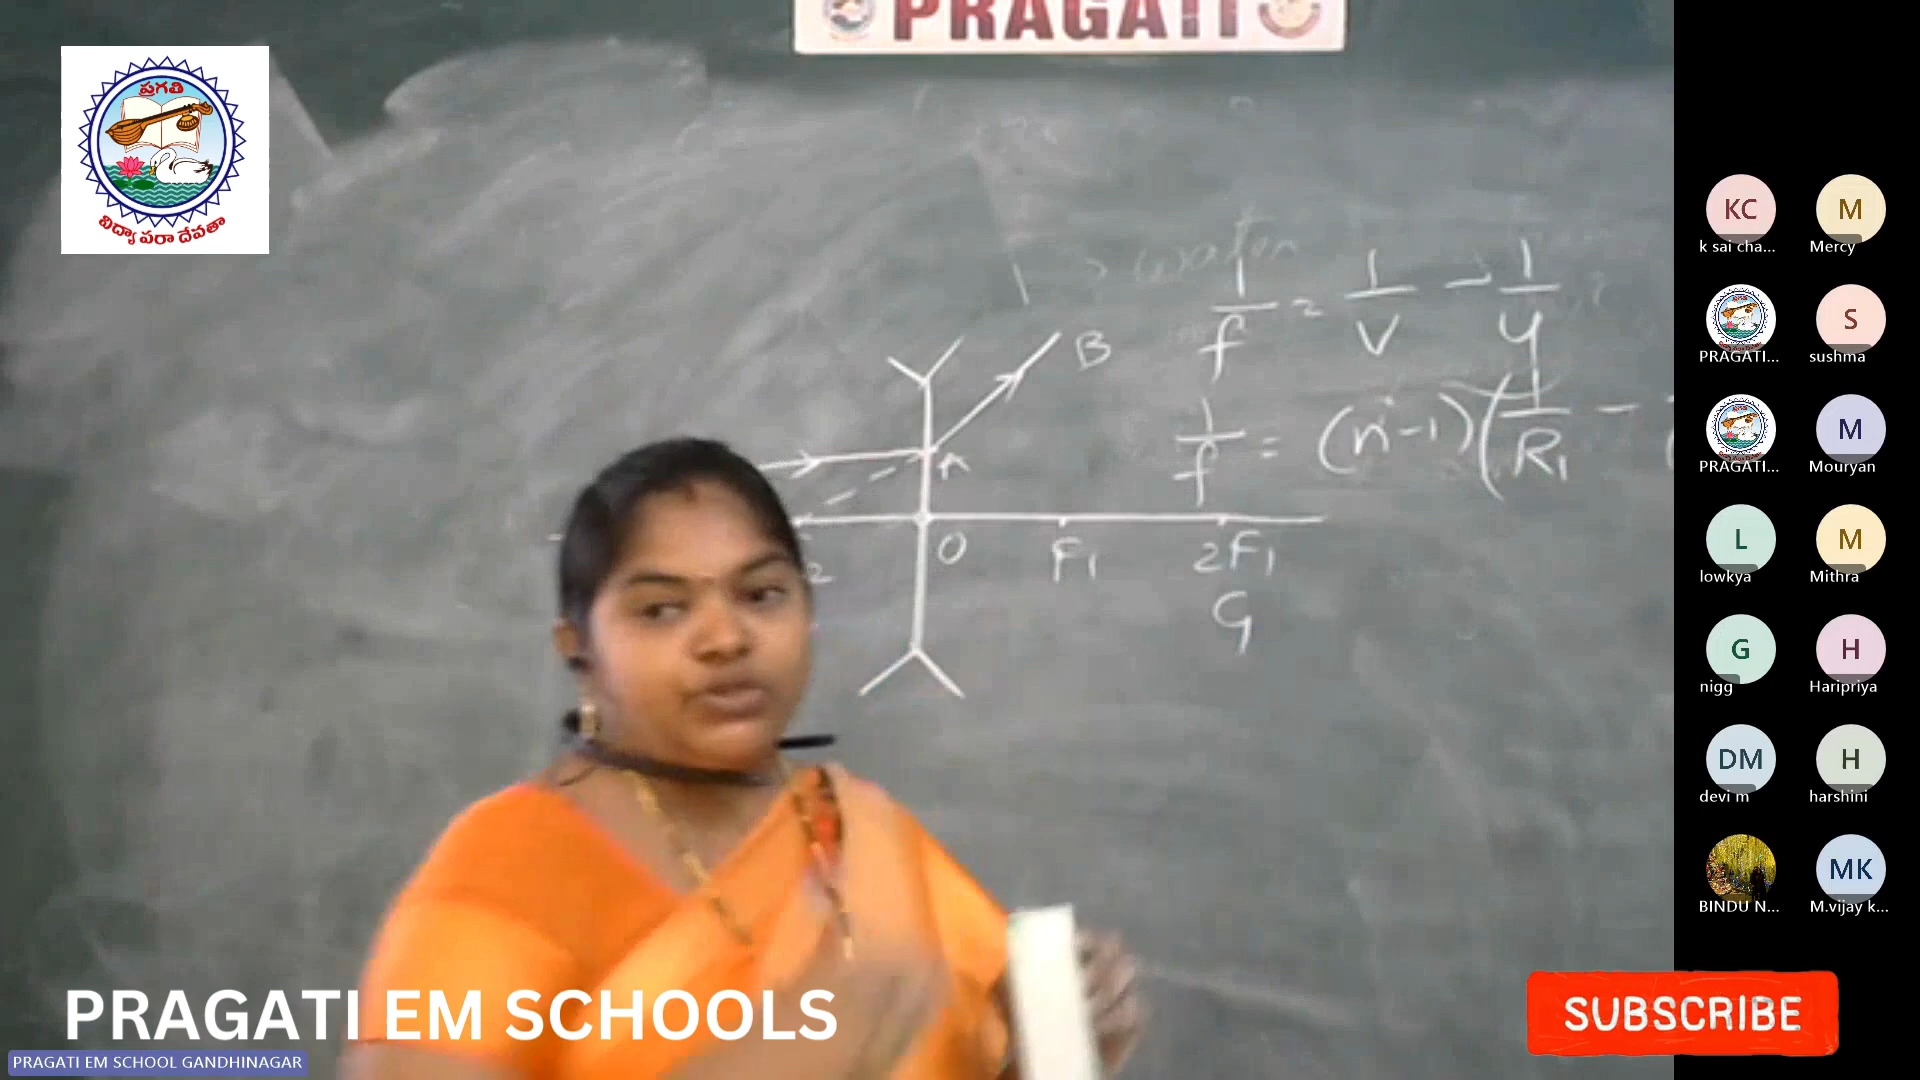 PRAGATI
ప్రగతి
విద్యా పరా దేవతా
water
1/f = 1/v - 1/u
1/f = (n-1)(1/R₁ -
B
A
O
F₁
2F₁
2
G
KC
k sai cha...
M
Mercy
PRAGATI...
S
sushma
PRAGATI...
M
Mouryan
L
lowkya
M
Mithra
G
nigg
H
Haripriya
DM
devi m
H
harshini
BINDU N...
MK
M.vijay k...
PRAGATI EM SCHOOLS
SUBSCRIBE
PRAGATI EM SCHOOL GANDHINAGAR